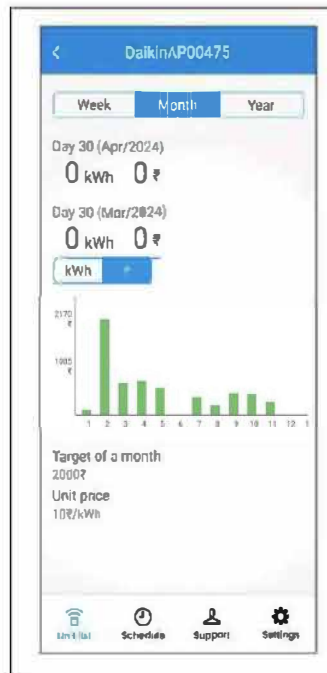 DaikinAP00475
Week Month Year
Day 30 (Apr/2024)
0 kWh 0 ₹
Day 30 (Mar/2024)
0 kWh 0 ₹
kWh
2170
₹
₹
1 2 3 4 5 6 7 8 9 10 11 12 1
Target of a month
2000₹
Unit price
10₹/kWh
Unit list Schedule Support Settings